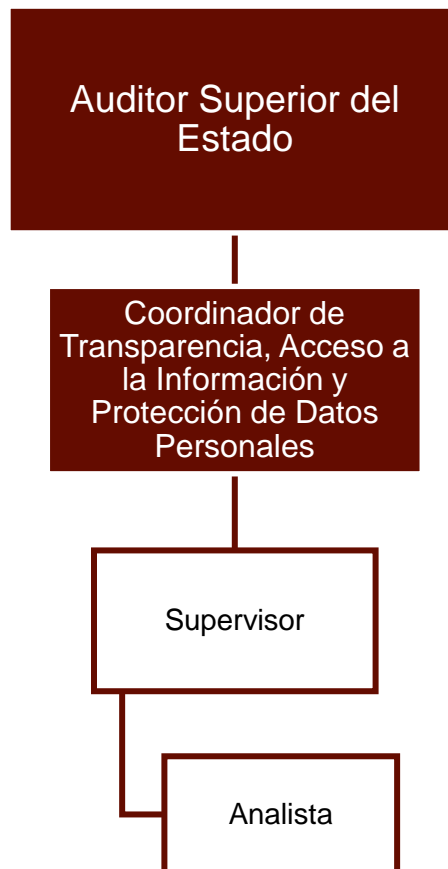 Auditor Superior del
Estado
Coordinador de
Transparencia, Acceso a
la Información y
Protección de Datos
Personales
Supervisor
Analista